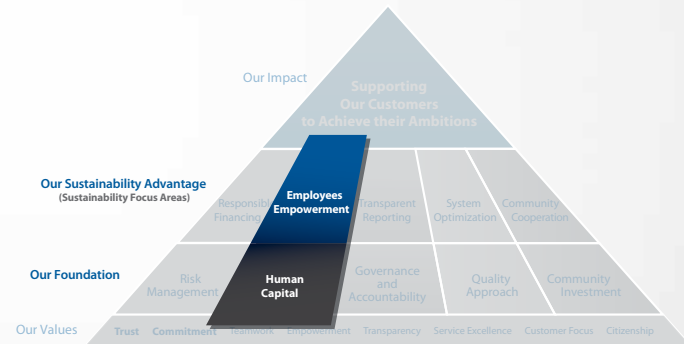 Our Impact
Supporting
Our Customers
to Achieve their Ambitions
Our Sustainability Advantage
(Sustainability Focus Areas)
Responsible
Financing
Employees
Empowerment
Transparent
Reporting
System
Optimization
Community
Cooperation
Our Foundation
Risk
Management
Human
Capital
Governance
and
Accountability
Quality
Approach
Community
Investment
Our Values
Trust Commitment Teamwork Empowerment Transparency Service Excellence Customer Focus Citizenship